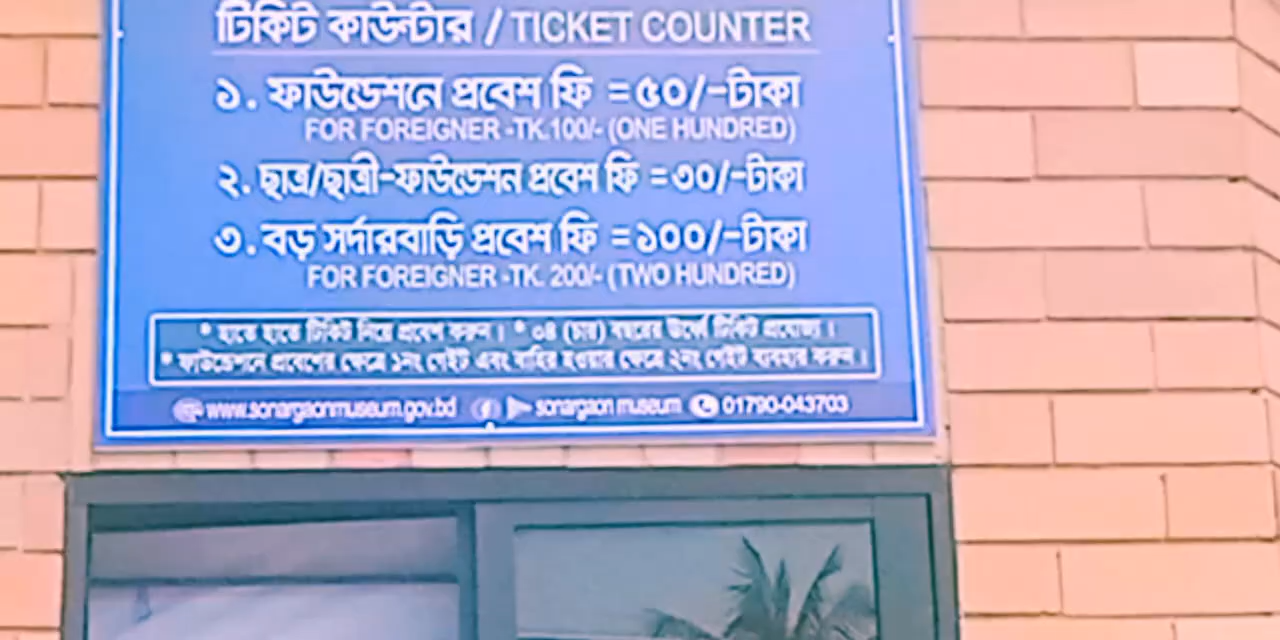 টিকিট কাউন্টার / TICKET COUNTER
১. ফাউন্ডেশনে প্রবেশ ফি =৫০/-টাকা
FOR FOREIGNER -TK.100/- (ONE HUNDRED)
২. ছাত্র/ছাত্রী-ফাউন্ডেশন প্রবেশ ফি =৩০/-টাকা
৩. বড় সর্দারবাড়ি প্রবেশ ফি =১০০/-টাকা
FOR FOREIGNER -TK. 200/- (TWO HUNDRED)
* হাতে হাতে টিকিট নিয়ে প্রবেশ করুন। * ০৪ (চার) বছরের উর্ধ্বে টিকিট প্রযোজ্য।
* ফাউন্ডেশনে প্রবেশের ক্ষেত্রে ১নং গেইট এবং বাহির হওয়ার ক্ষেত্রে ২নং গেইট ব্যবহার করুন।
www.sonargaonmuseum.gov.bd sonargaon museum 01790-043703